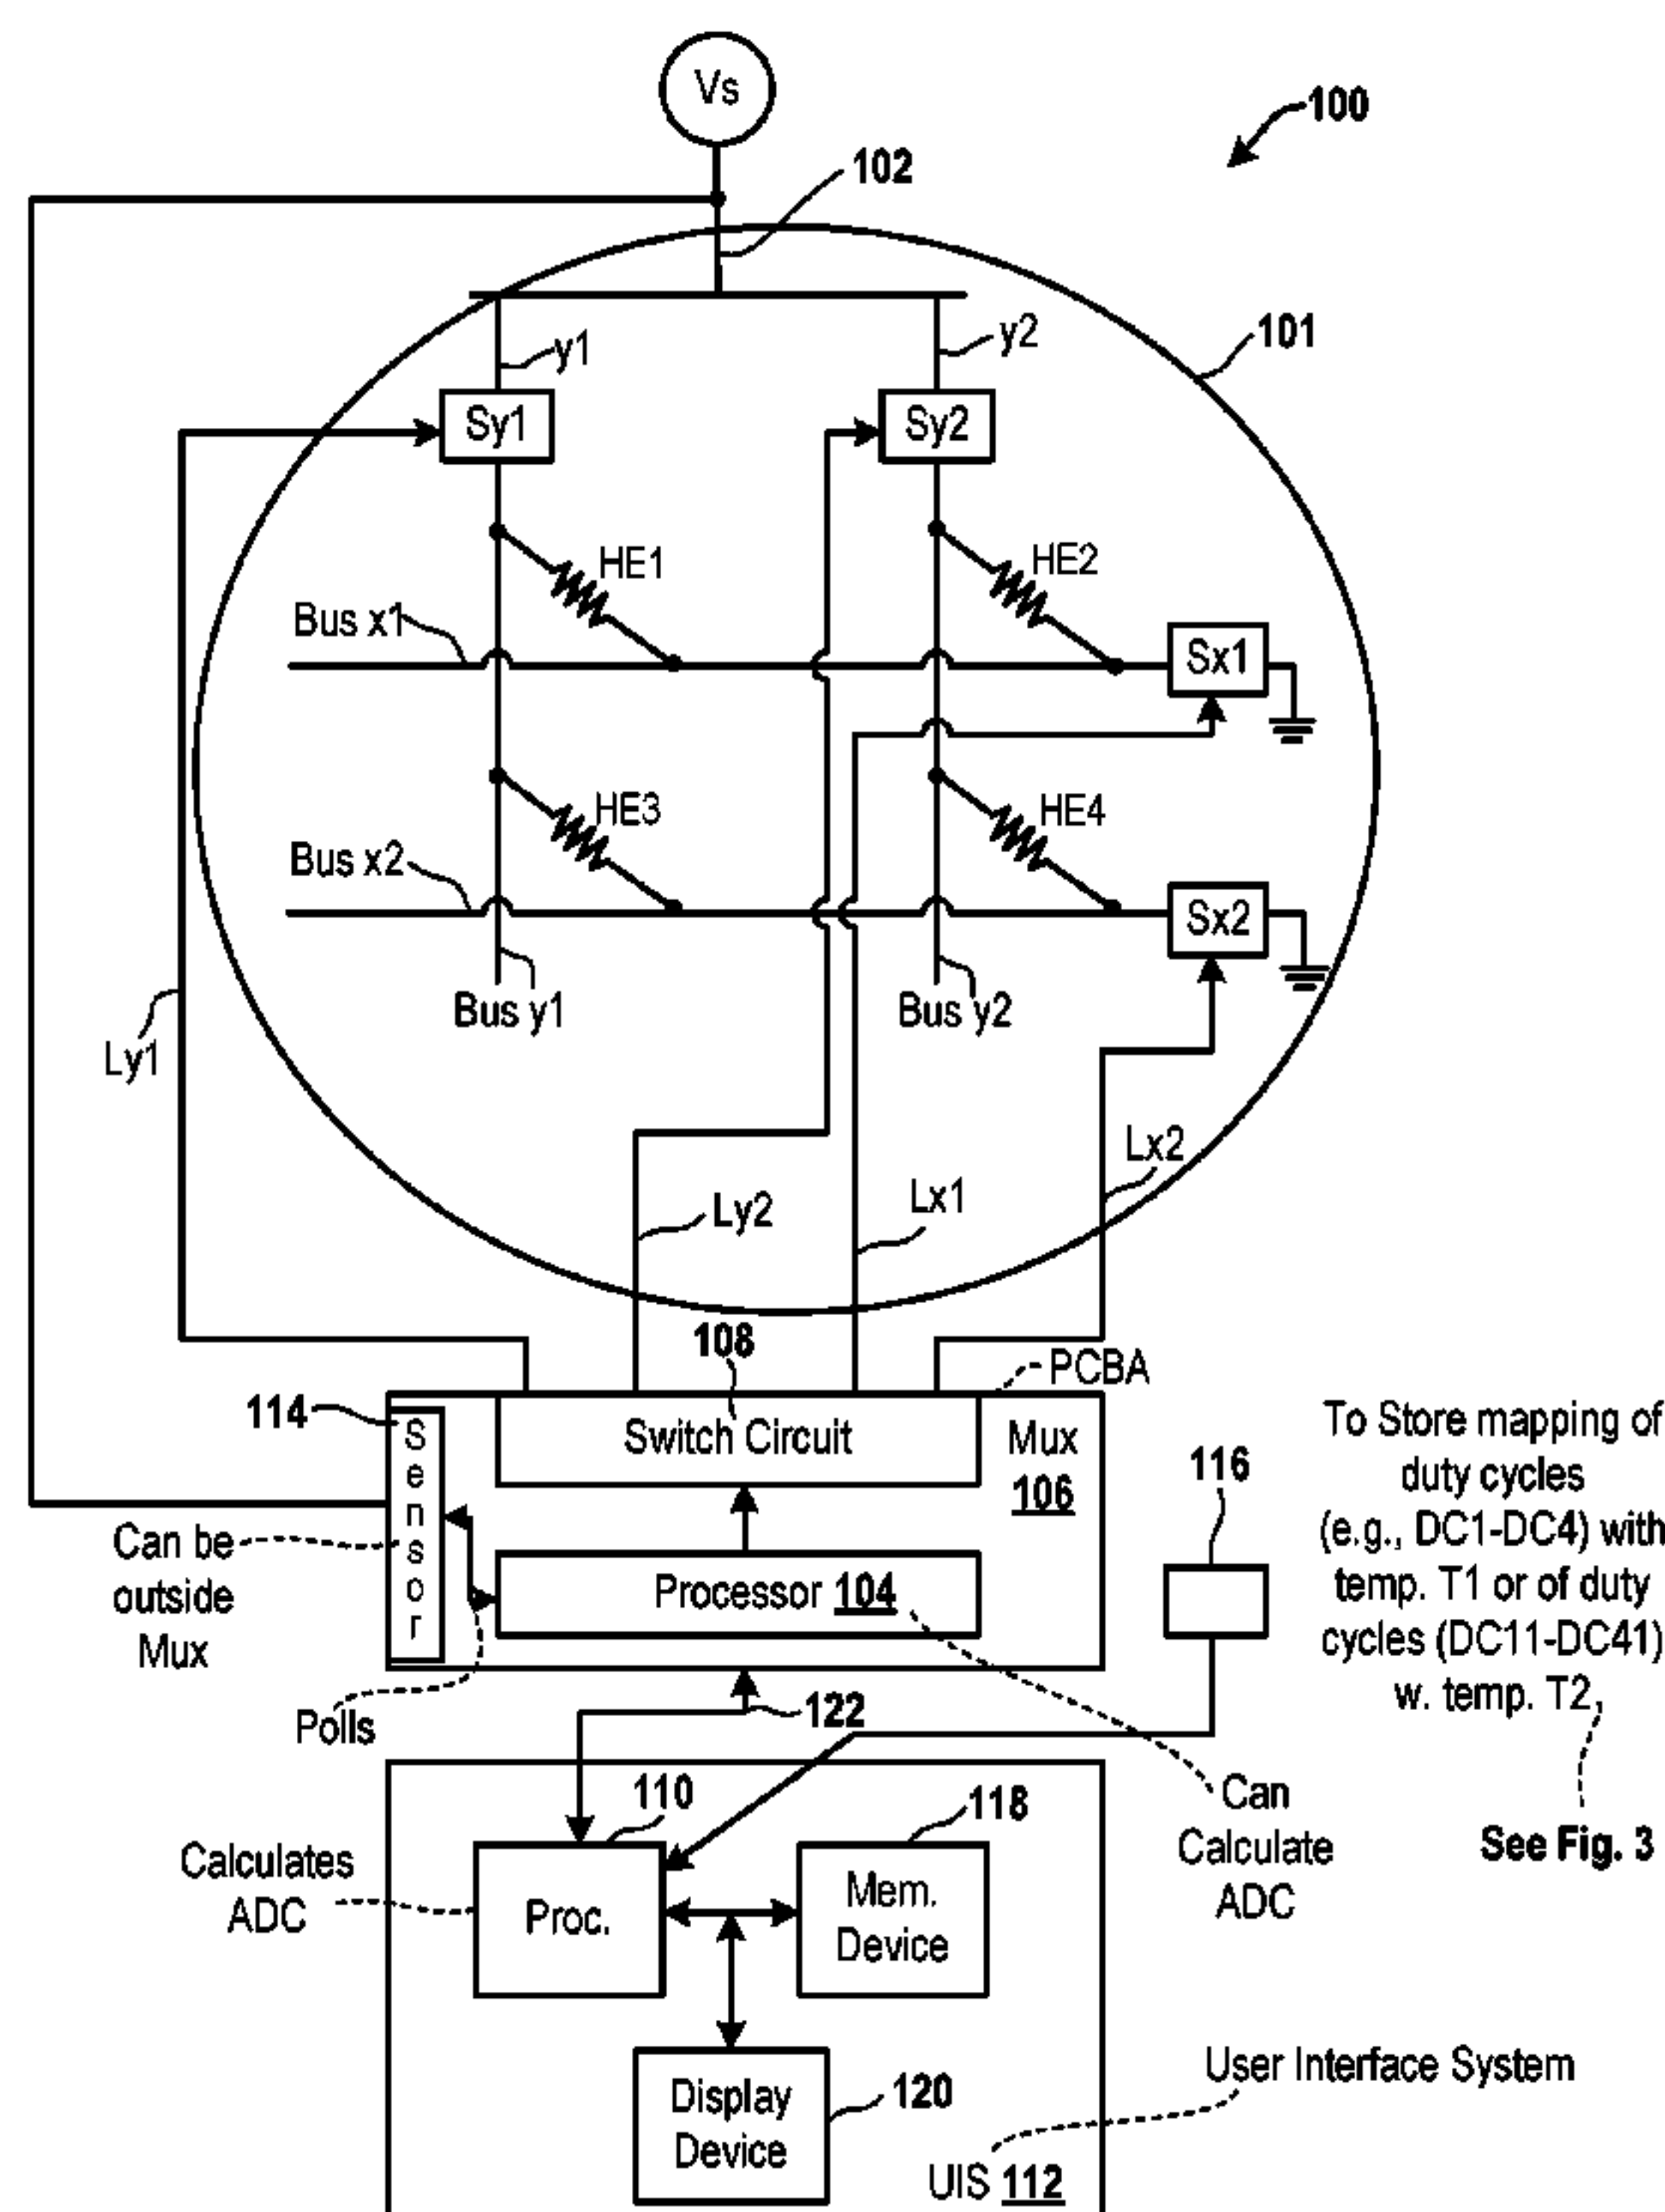 Vs
100
102
101
y1
y2
Sy1
Sy2
HE1
HE2
Bus x1
Sx1
HE3
HE4
Bus x2
Sx2
Bus y1
Bus y2
Ly1
Lx2
Ly2
Lx1
108
PCBA
114
Sensor
Switch Circuit
Mux
106
116
To Store mapping of
duty cycles
(e.g., DC1-DC4) with
temp. T1 or of duty
cycles (DC11-DC41)
w. temp. T2,
See Fig. 3
Can be
outside
Mux
Processor 104
Polls
122
110
118
Can
Calculate
ADC
Calculates
ADC
Proc.
Mem.
Device
User Interface System
Display
Device
120
UIS 112